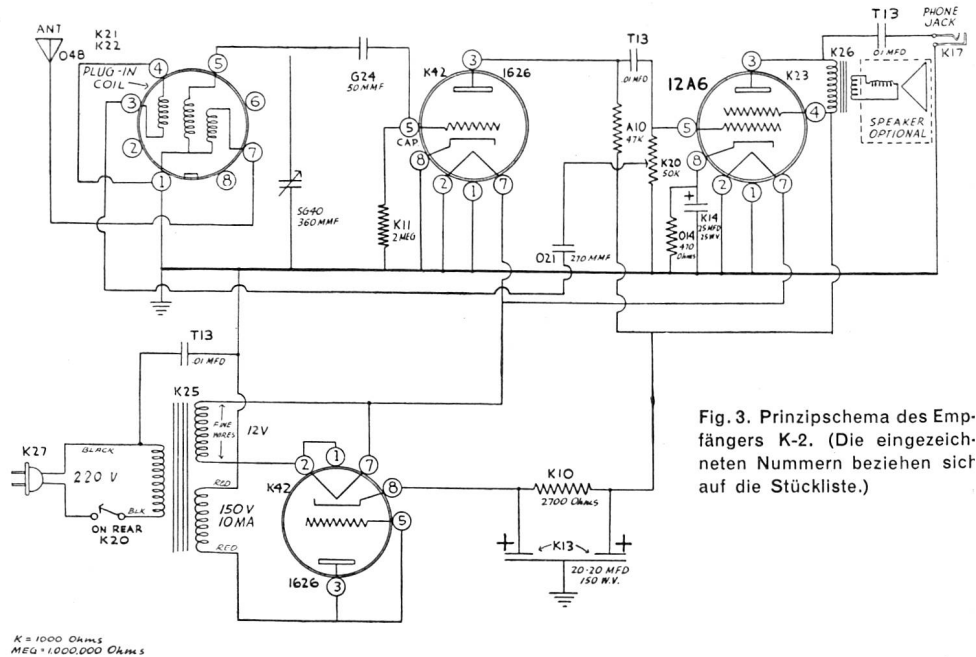 ANT
048
K21
K22
PLUG-IN
COIL
4
5
3
6
2
7
1
8
G24
50 MMF
SG40
360 MMF
K42
3
1626
5
CAP
8
2
1
7
K11
2 MEG
T13
.01 MFD
A10
47K
K20
50K
O21
270 MMF
12A6
3
K23
4
5
8
2
1
7
K14
25 MFD
25 W.V
O14
470
Ohms
K26
T13
.01 MFD
PHONE
JACK
K17
SPEAKER
OPTIONAL
T13
.01 MFD
K25
FINE
WIRES
12V
K27
BLACK
220 V
BLK
ON REAR
K20
RED
150V
10MA
RED
K42
2
1
7
8
5
3
1626
K10
2700 Ohms
K13
20-20 MFD
150 W.V.
Fig. 3. Prinzipschema des Emp-
fängers K-2. (Die eingezeich-
neten Nummern beziehen sich
auf die Stückliste.)
K = 1000 Ohms
MEG = 1,000,000 Ohms